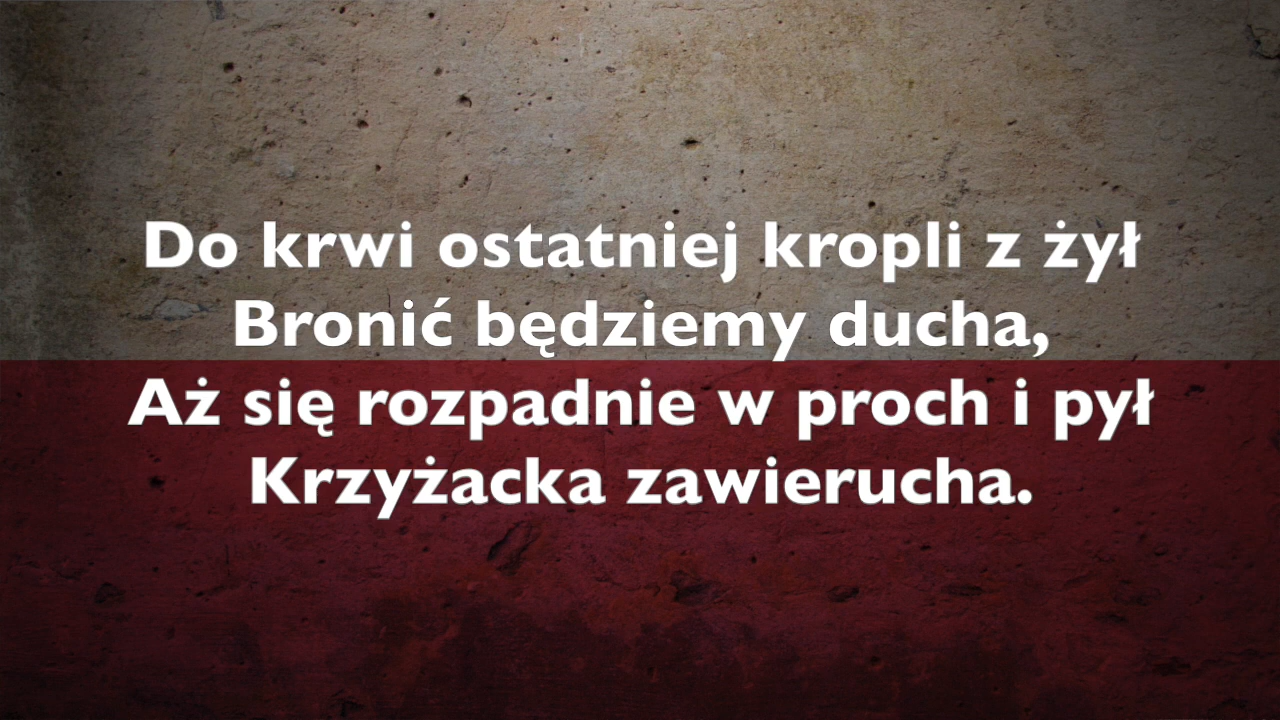 Do krwi ostatniej kropli z żył
Bronić będziemy ducha,
Aż się rozpadnie w proch i pył
Krzyżacka zawierucha.